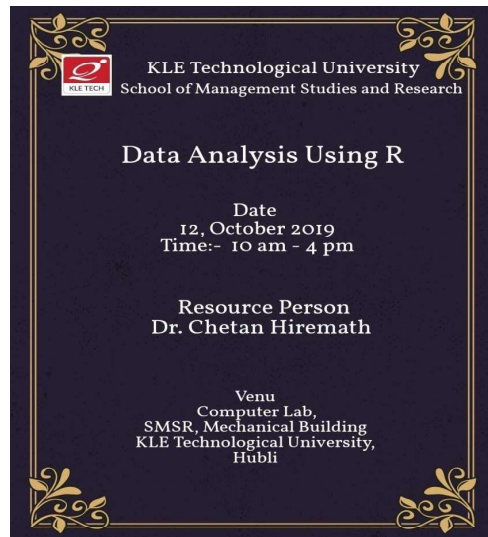 KLE TECH
KLE Technological University
School of Management Studies and Research
Data Analysis Using R
Date
12, October 2019
Time:- 10 am - 4 pm
Resource Person
Dr. Chetan Hiremath
Venu
Computer Lab,
SMSR, Mechanical Building
KLE Technological University,
Hubli